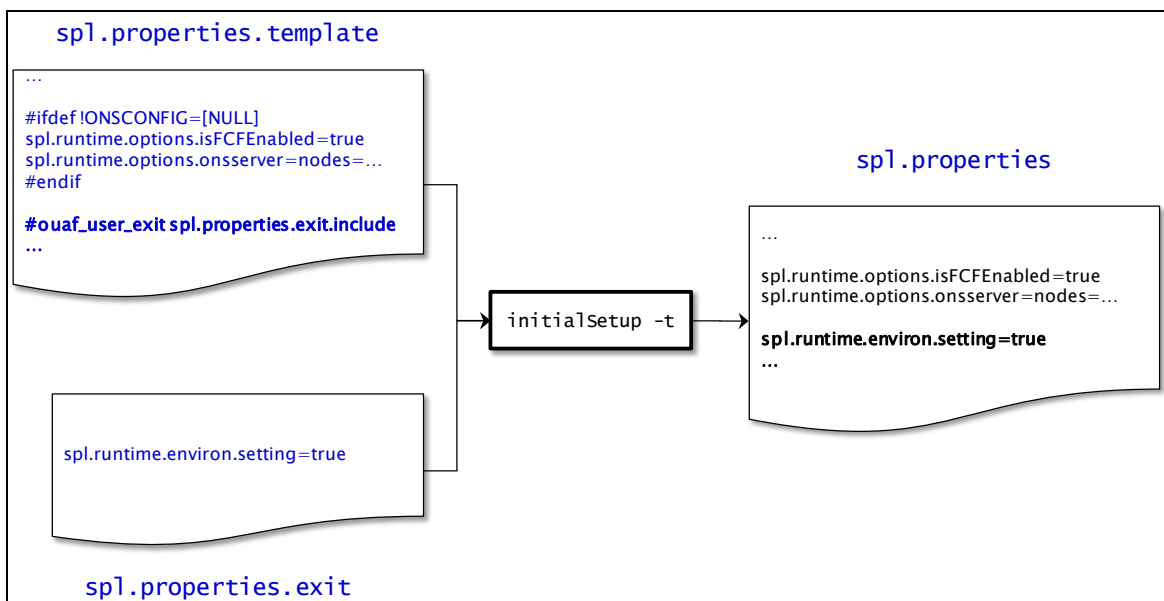 spl.properties.template
...
#ifdef !ONSCONFIG=[NULL]
spl.runtime.options.isFCFEnabled=true
spl.runtime.options.onsserver=nodes=...
#endif
#ouaf_user_exit spl.properties.exit.include
...
spl.runtime.environ.setting=true
spl.properties.exit
initialSetup -t
spl.properties
...
spl.runtime.options.isFCFEnabled=true
spl.runtime.options.onsserver=nodes=...
spl.runtime.environ.setting=true
...